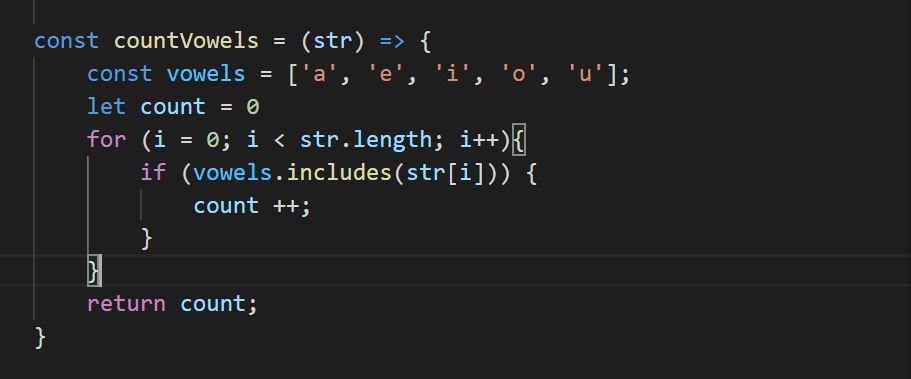 const countVowels = (str) => {
    const vowels = ['a', 'e', 'i', 'o', 'u'];
    let count = 0
    for (i = 0; i < str.length; i++){
        if (vowels.includes(str[i])) {
            count ++;
        }
    }
    return count;
}